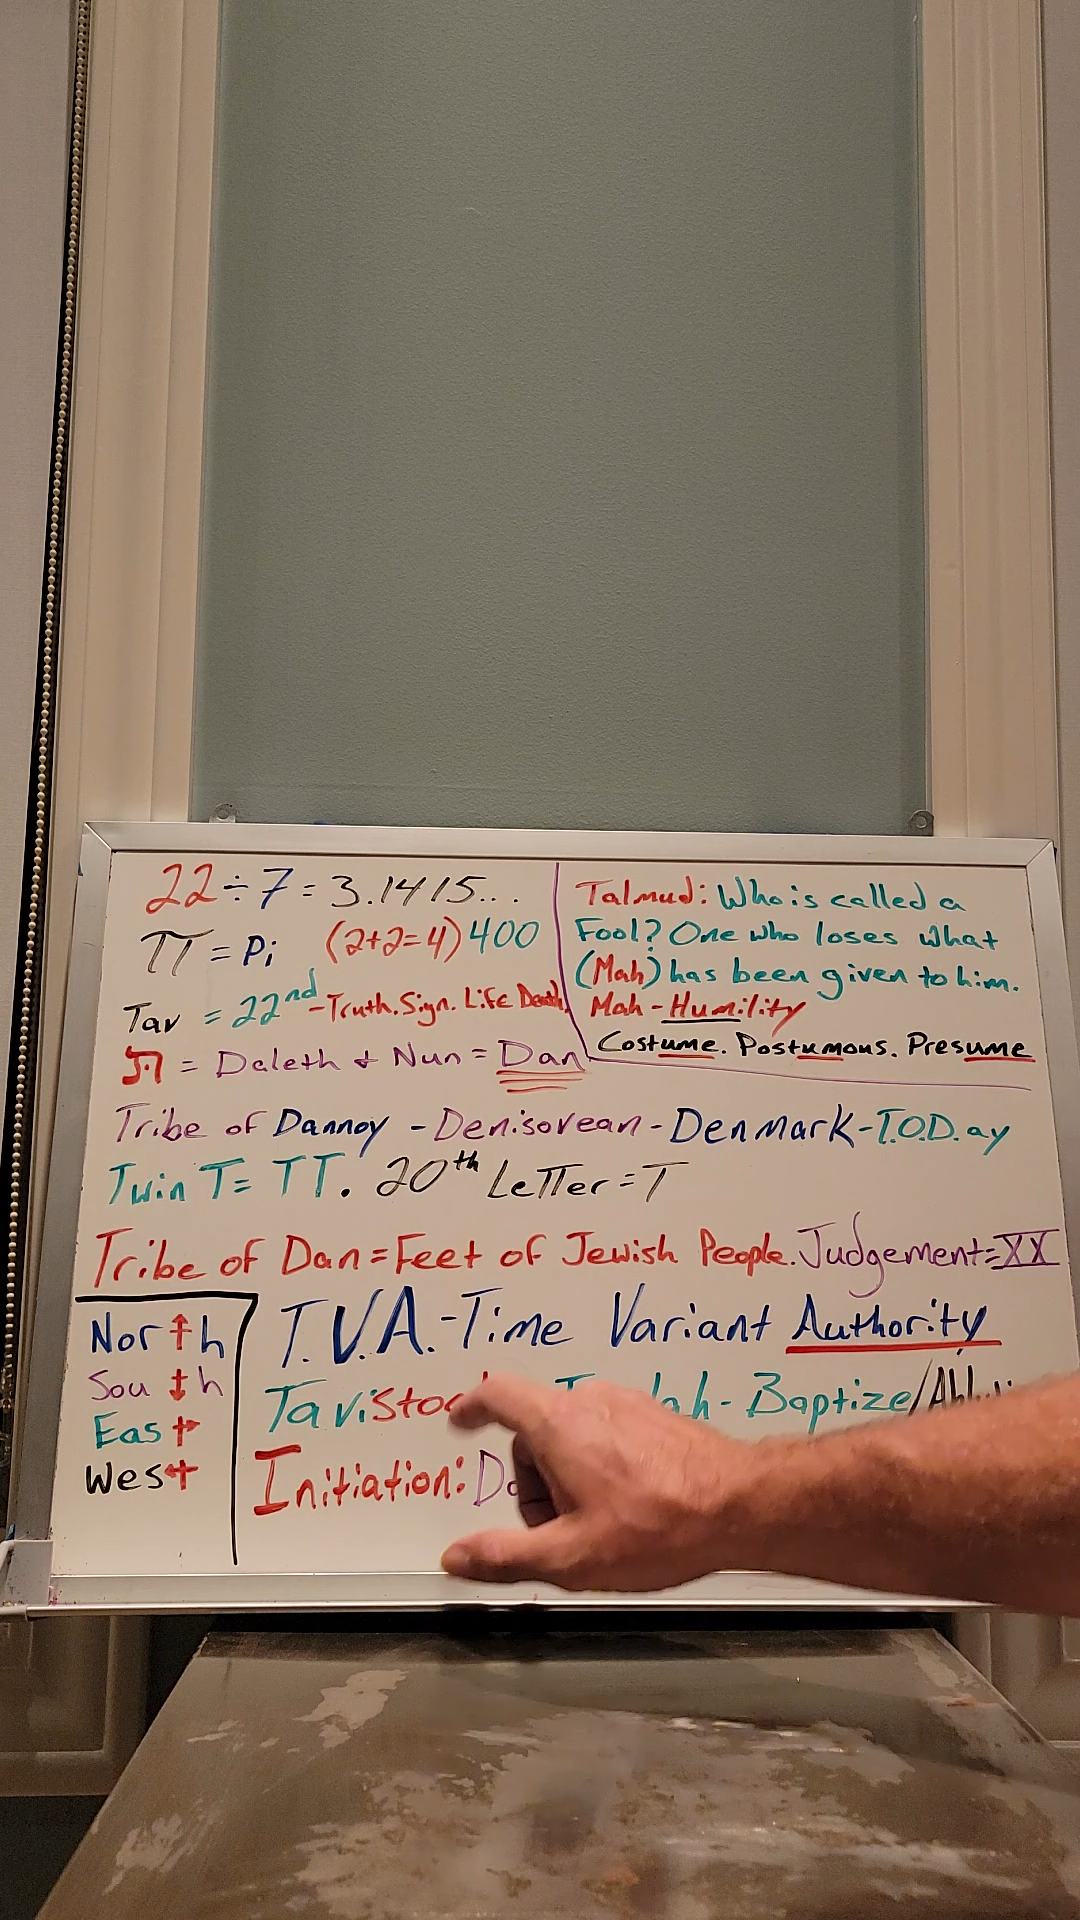 22÷7=3.1415...
π = Pi (2+2=4) 400
Tav = 22nd - Truth. Sign. Life Death.
ת = Daleth + Nun = Dan
Talmud: Who is called a
Fool? One who loses what
(Mah) has been given to him.
Mah - Humility
Costume. Postumous. Presume
Tribe of Dannoy - Denisovean - Denmark - T.O.D.ay
Twin T = TT. 20th Letter = T
Tribe of Dan = Feet of Jewish People. Judgement = XX
North
South
East
West
T.V.A. - Time Variant Authority
Baptize/
Initiation: